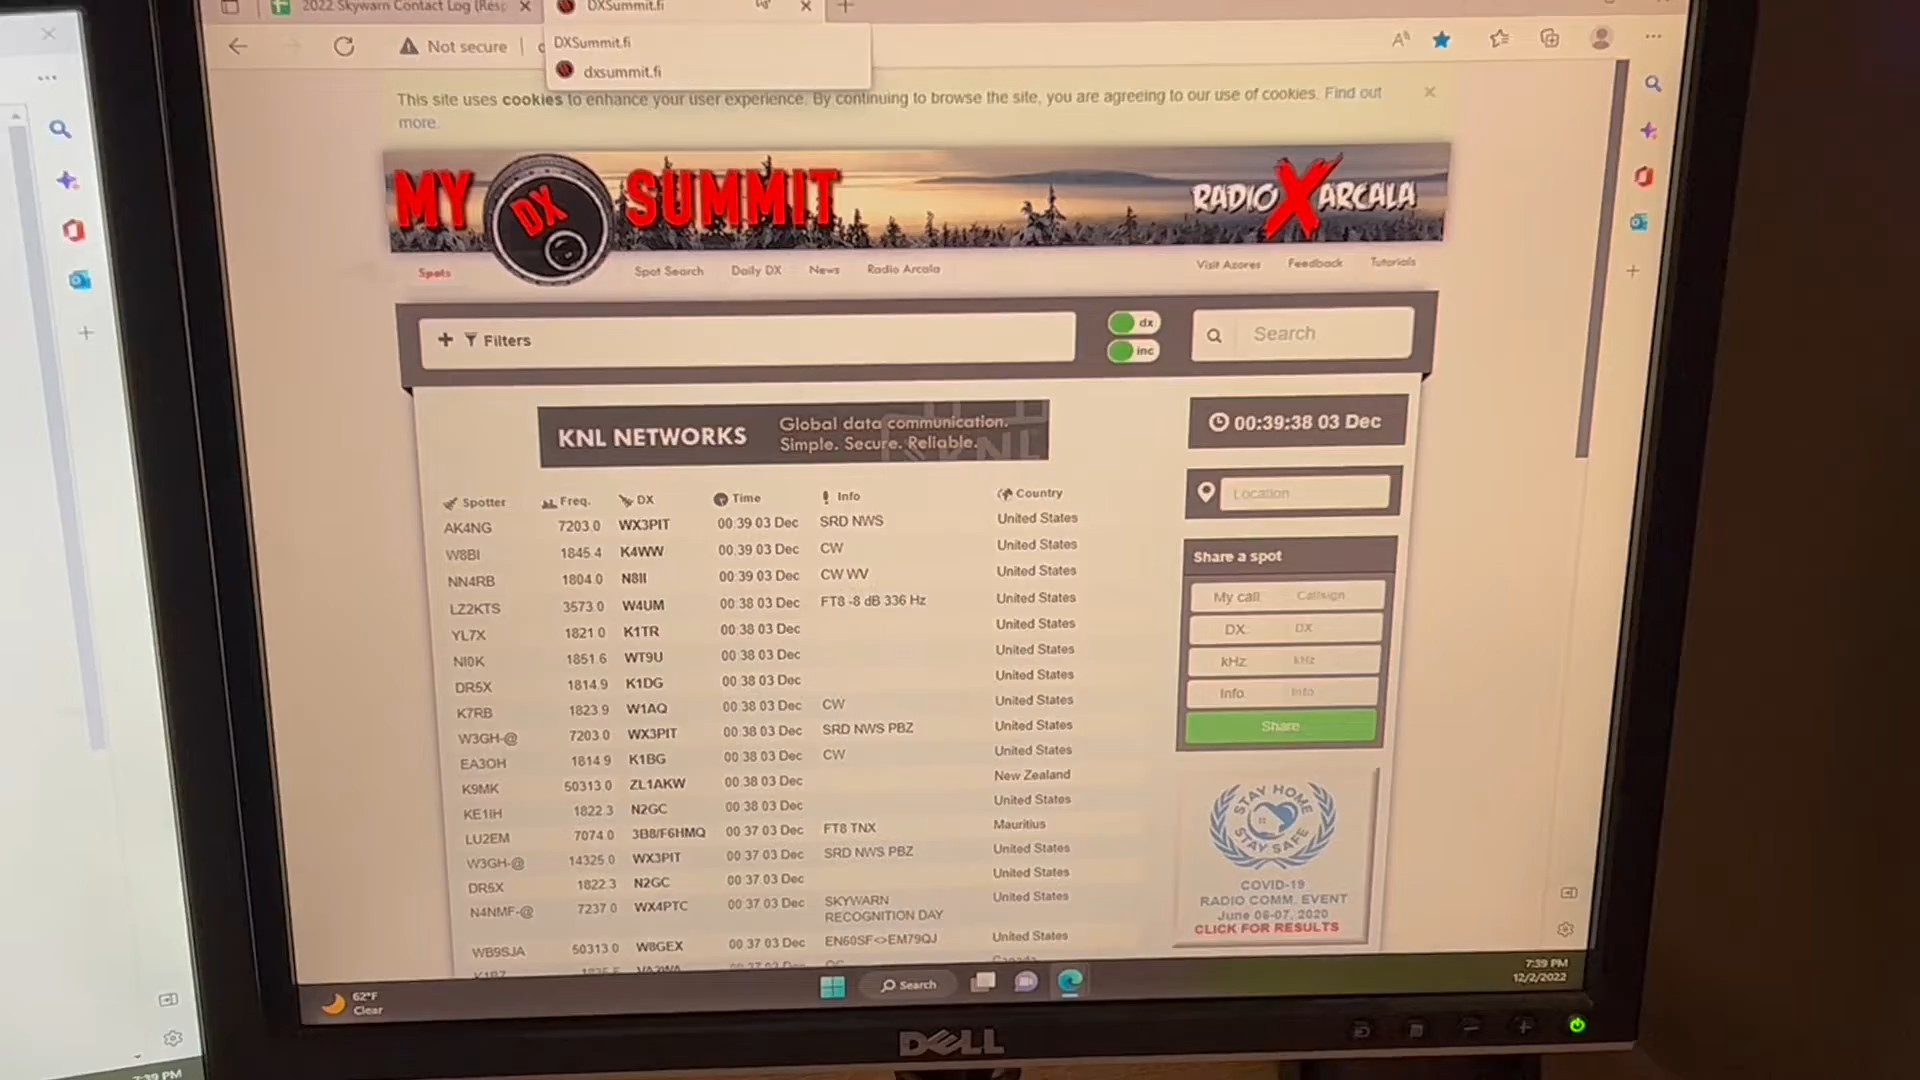 2022 Skywarn Contact Log (Resp
DXSummit.fi
Not secure
DXSummit.fi
dxsummit.fi
This site uses cookies to enhance your user experience. By continuing to browse the site, you are agreeing to our use of cookies. Find out
more.
MY DX SUMMIT
RADIO X ARCALA
Spots Spot Search Daily DX News Radio Arcala Visit Azores Feedback Tutorials
+ Filters
dx
inc
Search
KNL NETWORKS
Global data communication.
Simple. Secure. Reliable.
KNL
00:39:38 03 Dec
Location
Spotter Freq. DX Time Info Country
AK4NG 7203.0 WX3PIT 00:39 03 Dec SRD NWS United States
W8BI 1845.4 K4WW 00:39 03 Dec CW United States
NN4RB 1804.0 N8II 00:39 03 Dec CW WV United States
LZ2KTS 3573.0 W4UM 00:38 03 Dec FT8 -8 dB 336 Hz United States
YL7X 1821.0 K1TR 00:38 03 Dec United States
NI0K 1851.6 WT9U 00:38 03 Dec United States
DR5X 1814.9 K1DG 00:38 03 Dec United States
K7RB 1823.9 W1AQ 00:38 03 Dec CW United States
W3GH-@ 7203.0 WX3PIT 00:38 03 Dec SRD NWS PBZ United States
EA3OH 1814.9 K1BG 00:38 03 Dec CW United States
K9MK 50313.0 ZL1AKW 00:38 03 Dec New Zealand
KE1IH 1822.3 N2GC 00:38 03 Dec United States
LU2EM 7074.0 3B8/F6HMQ 00:37 03 Dec FT8 TNX Mauritius
W3GH-@ 14325.0 WX3PIT 00:37 03 Dec SRD NWS PBZ United States
DR5X 1822.3 N2GC 00:37 03 Dec United States
N4NMF-@ 7237.0 WX4PTC 00:37 03 Dec SKYWARN United States
RECOGNITION DAY
WB9SJA 50313.0 W8GEX 00:37 03 Dec EN60SF<>EM79QJ United States
00:37 03 Dec Canada
Share a spot
My call Callsign
DX DX
kHz kHz
Info Info
Share
STAY HOME
STAY SAFE
COVID-19
RADIO COMM. EVENT
June 06-07, 2020
CLICK FOR RESULTS
62°F
Clear
Search
7:39 PM
12/2/2022
DELL
7:39 PM